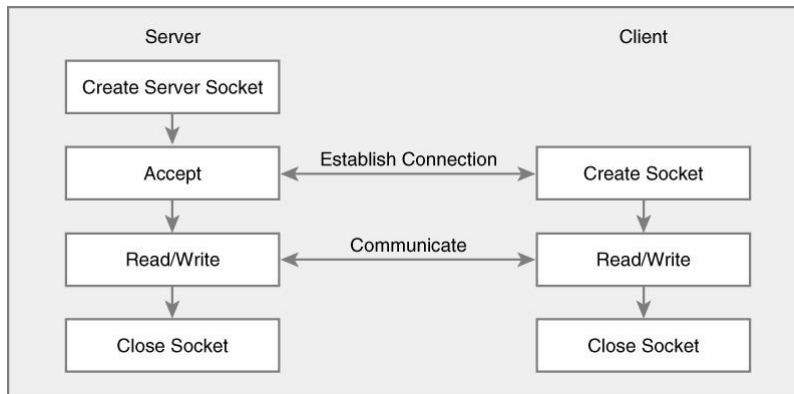 Server
Client
Create Server Socket
Establish Connection
Accept
Create Socket
Communicate
Read/Write
Read/Write
Close Socket
Close Socket